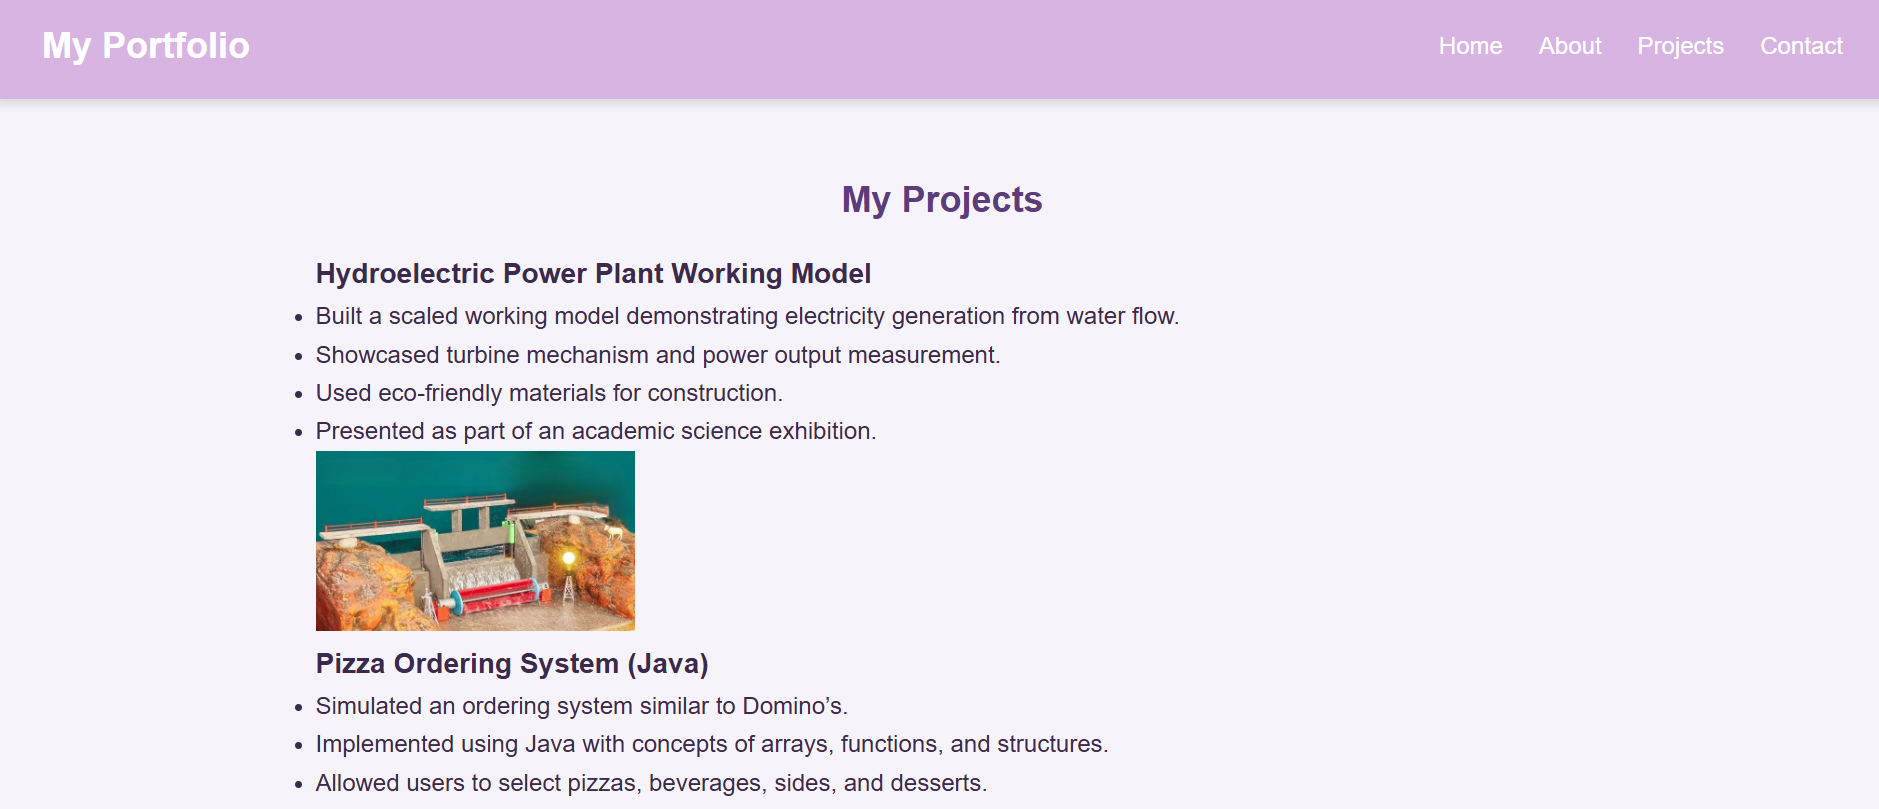 My Portfolio
Home About Projects Contact
My Projects
Hydroelectric Power Plant Working Model
• Built a scaled working model demonstrating electricity generation from water flow.
• Showcased turbine mechanism and power output measurement.
• Used eco-friendly materials for construction.
• Presented as part of an academic science exhibition.
Pizza Ordering System (Java)
• Simulated an ordering system similar to Domino’s.
• Implemented using Java with concepts of arrays, functions, and structures.
• Allowed users to select pizzas, beverages, sides, and desserts.